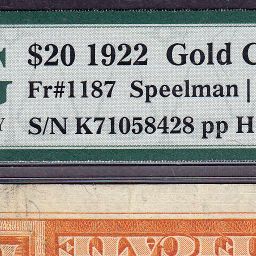 $20 1922 Gold C
Fr#1187 Speelman |
S/N K71058428 pp H